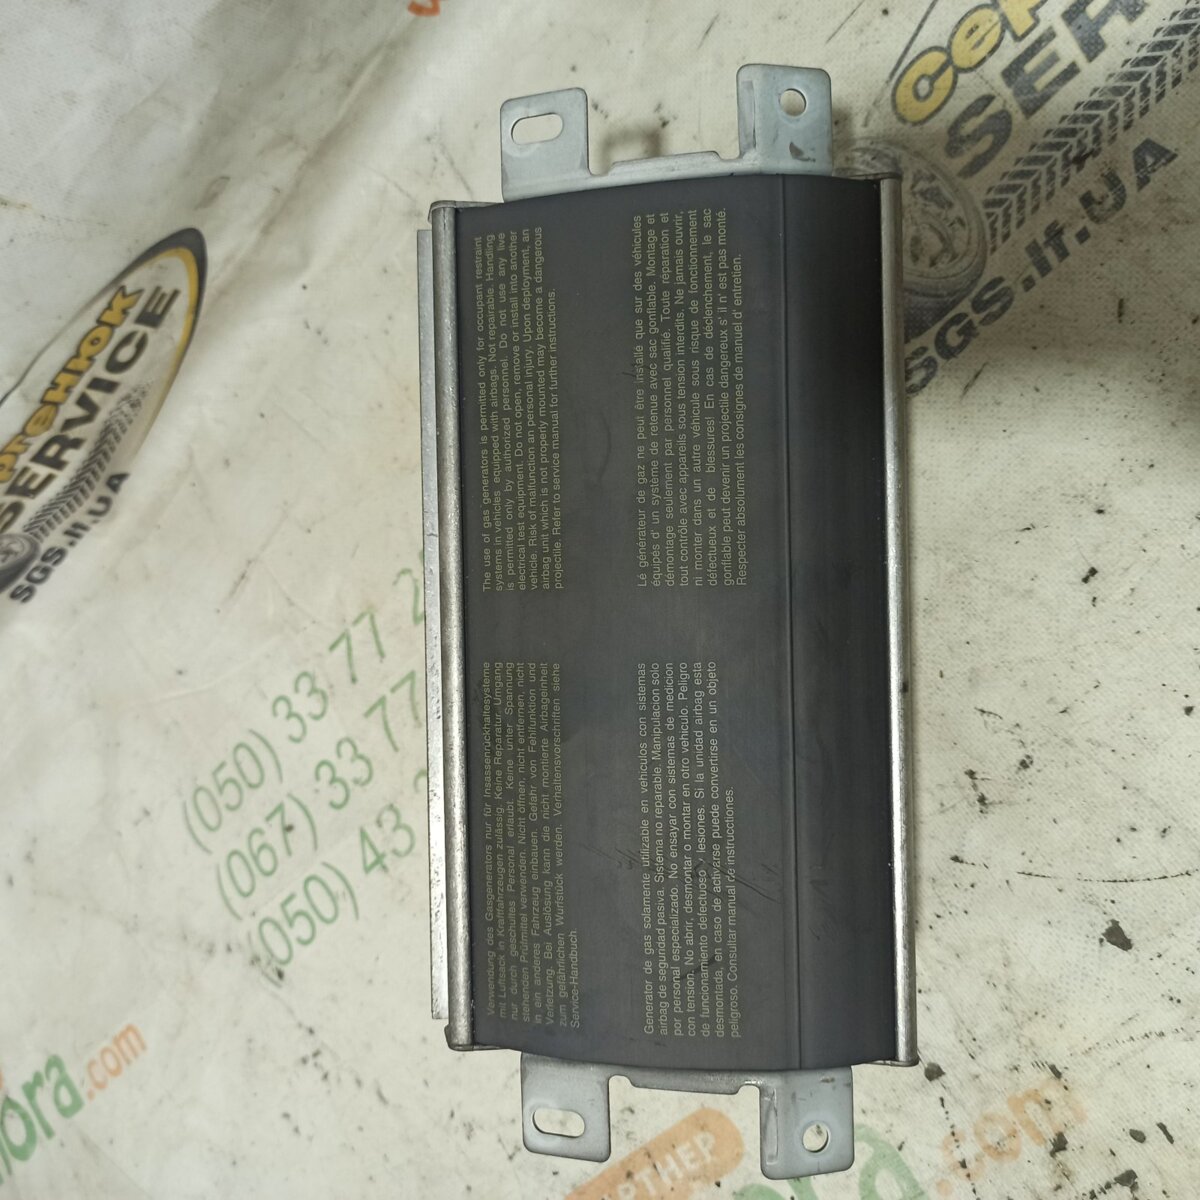 Verwendung des Gasgenerators nur für Insassenrückhaltesysteme
mit Luftsack in Kraftfahrzeugen zulässig. Keine Reparatur. Umgang
nur durch geschultes Personal erlaubt. Keine unter Spannung
stehenden Prüfmittel verwenden. Nicht öffnen, nicht entfernen, nicht
in ein anderes Fahrzeug einbauen. Gefahr von Fehlfunktion und
Verletzung. Bei Auslösung kann die nicht montierte Airbageinheit
zum gefährlichen Wurfstück werden. Verhaltensvorschriften siehe
Service-Handbuch.
The use of gas generators is permitted only for occupant restraint
systems in vehicles equipped with airbags. Not repairable. Handling
is permitted only by authorized personnel. Do not use any live
electrical test equipment. Do not open, remove or install into another
vehicle. Risk of malfunction an personal injury. Upon deployment, an
airbag unit which is not properly mounted may become a dangerous
projectile. Refer to service manual for further instructions.
Generador de gas solamente utilizable en vehiculos con sistemas
airbag de seguridad pasiva. Sistema no reparable. Manipulacion solo
por personal especializado. No ensayar con sistemas de medicion
con tension. No abrir, desmontar o montar en otro vehiculo. Peligro
de funcionamiento defectuoso y lesiones. Si la unidad airbag esta
desmontada, en caso de activarse puede convertirse en un objeto
peligroso. Consultar manual de instrucctiones.
Le générateur de gaz ne peut être installé que sur des véhicules
équipés d' un système de retenue avec sac gonflable. Montage et
démontage seulement par personnel qualifié. Toute réparation et
tout contrôle avec appareils sous tension interdits. Ne jamais ouvrir,
ni monter dans un autre véhicule sous risque de fonctionnement
défectueux et de blessures! En cas de déclenchement, le sac
gonflable peut devenir un projectile dangereux s' il n' est pas monté.
Respecter absolument les consignes de manuel d' entretien.
SERVICE
SGS.lf.UA
SGS.lf.UA
(050) 33 77
(067) 33 77
(050) 43
.com
.com